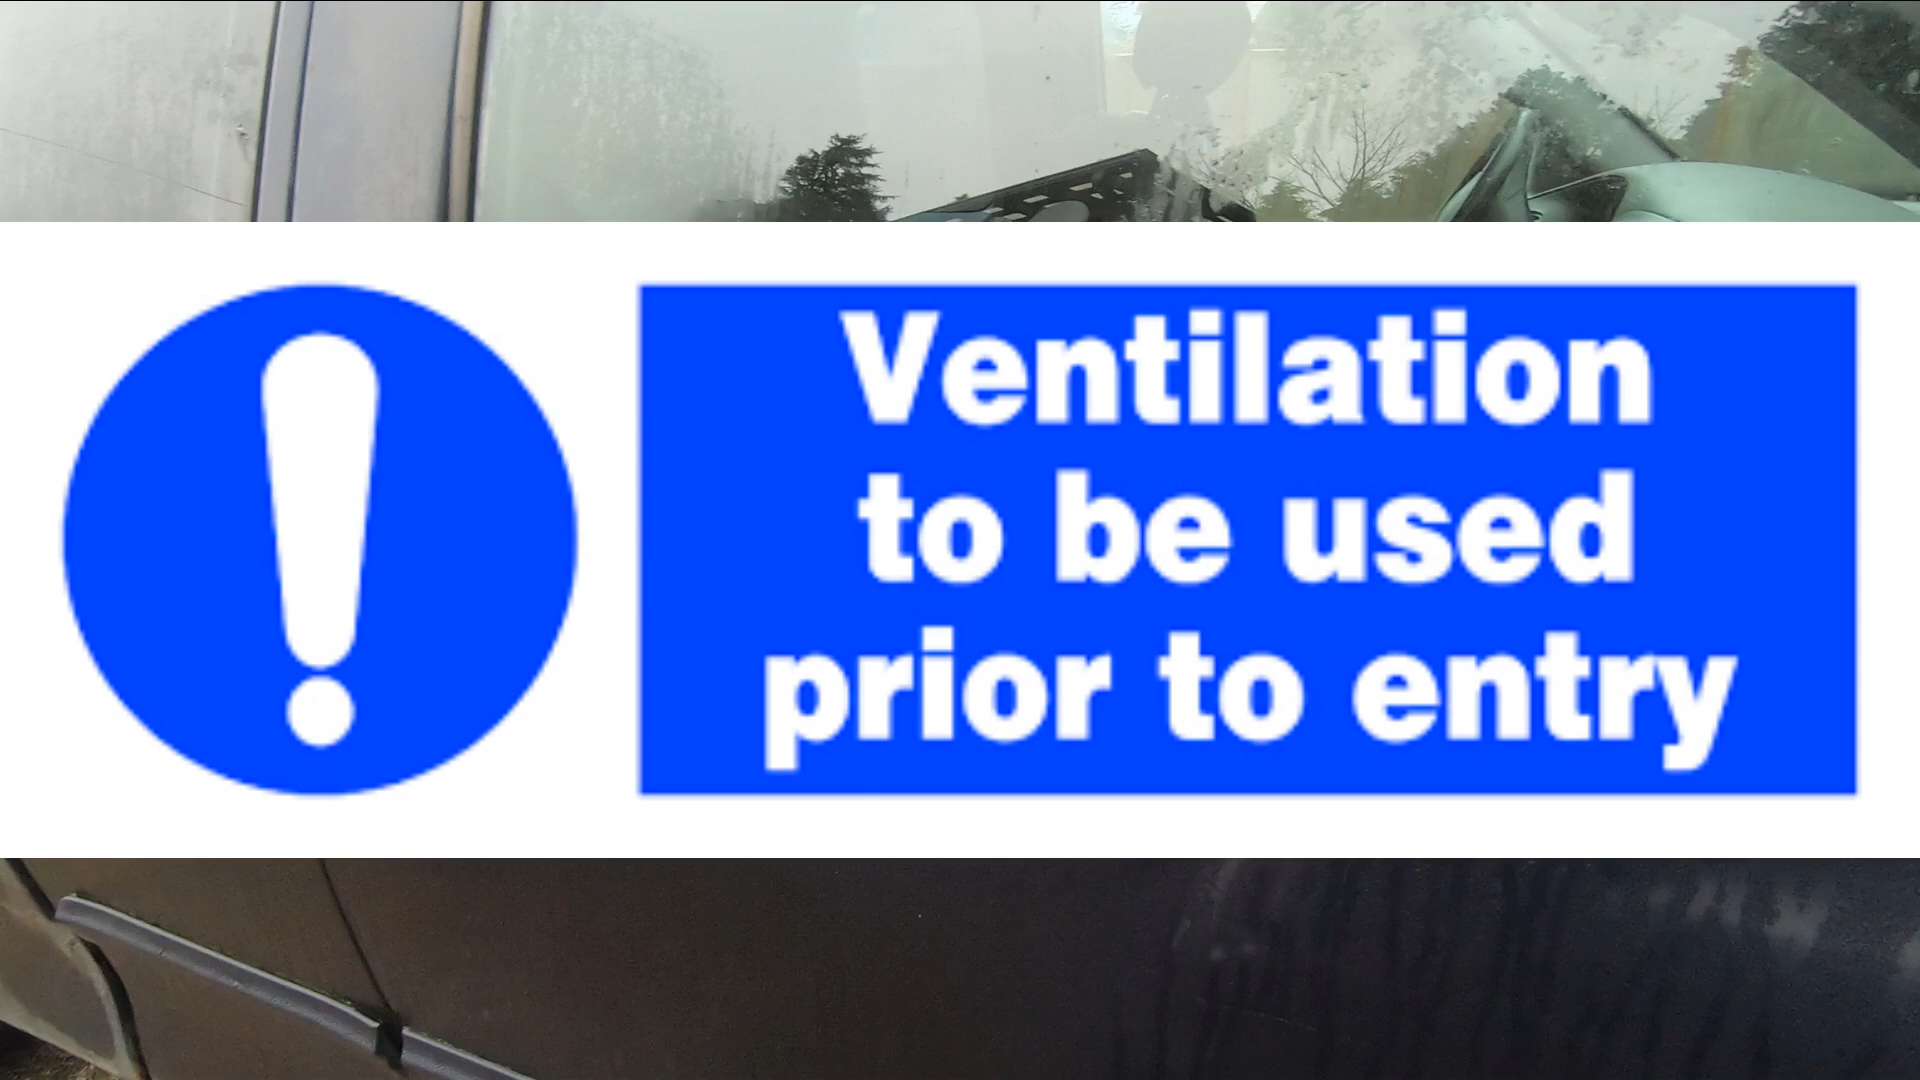 Ventilation
to be used
prior to entry